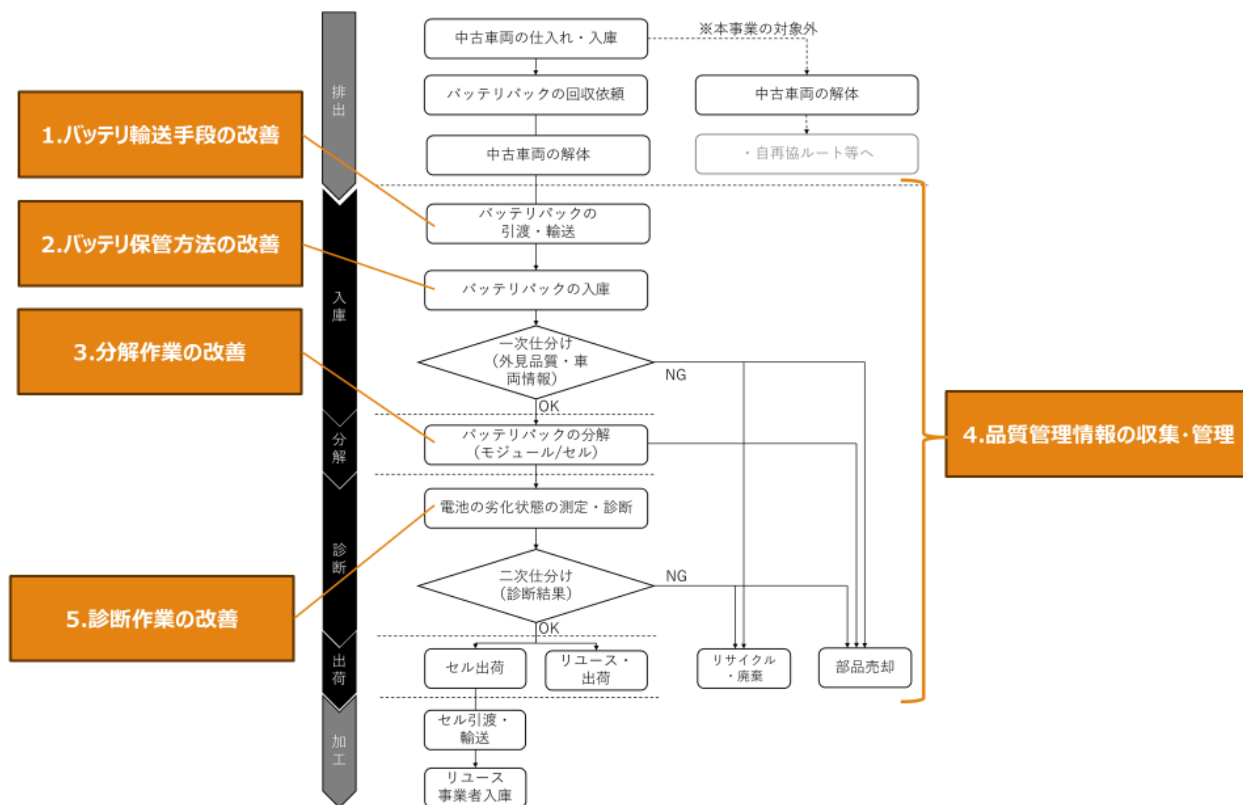 中古車両の仕入れ・入庫
※本事業の対象外
排出
バッテリパックの回収依頼
中古車両の解体
1.バッテリ輸送手段の改善
中古車両の解体
・自再協ルート等へ
バッテリパックの
引渡・輸送
2.バッテリ保管方法の改善
バッテリパックの入庫
入庫
3.分解作業の改善
一次仕分け
(外見品質・車
両情報)
NG
OK
4.品質管理情報の収集・管理
分解
バッテリパックの分解
(モジュール/セル)
電池の劣化状態の測定・診断
診断
二次仕分け
(診断結果)
NG
5.診断作業の改善
OK
出荷
セル出荷
リユース・
出荷
リサイクル
・廃棄
部品売却
加工
セル引渡・
輸送
リユース
事業者入庫